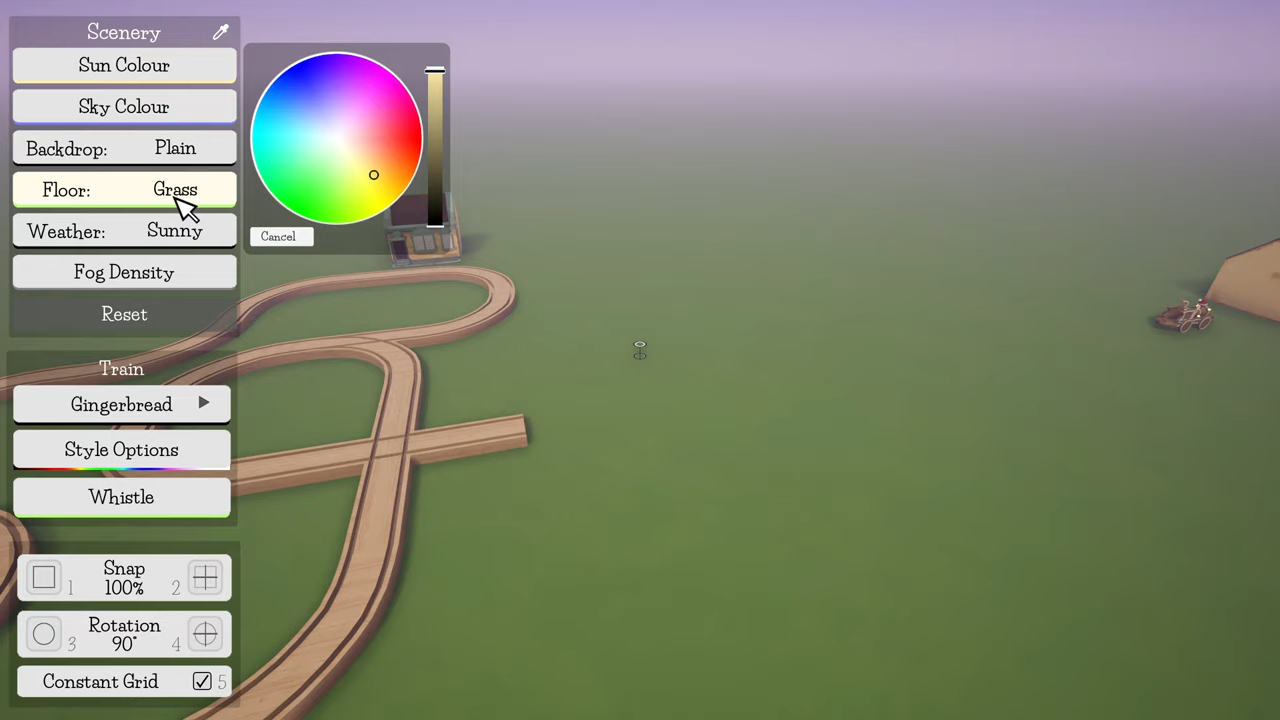 Scenery
Sun Colour
Sky Colour
Backdrop: Plain
Floor: Grass
Weather: Sunny
Fog Density
Reset
Cancel
Train
Gingerbread
Style Options
Whistle
Snap
100%
1 2
Rotation
90°
3 4
Constant Grid 5